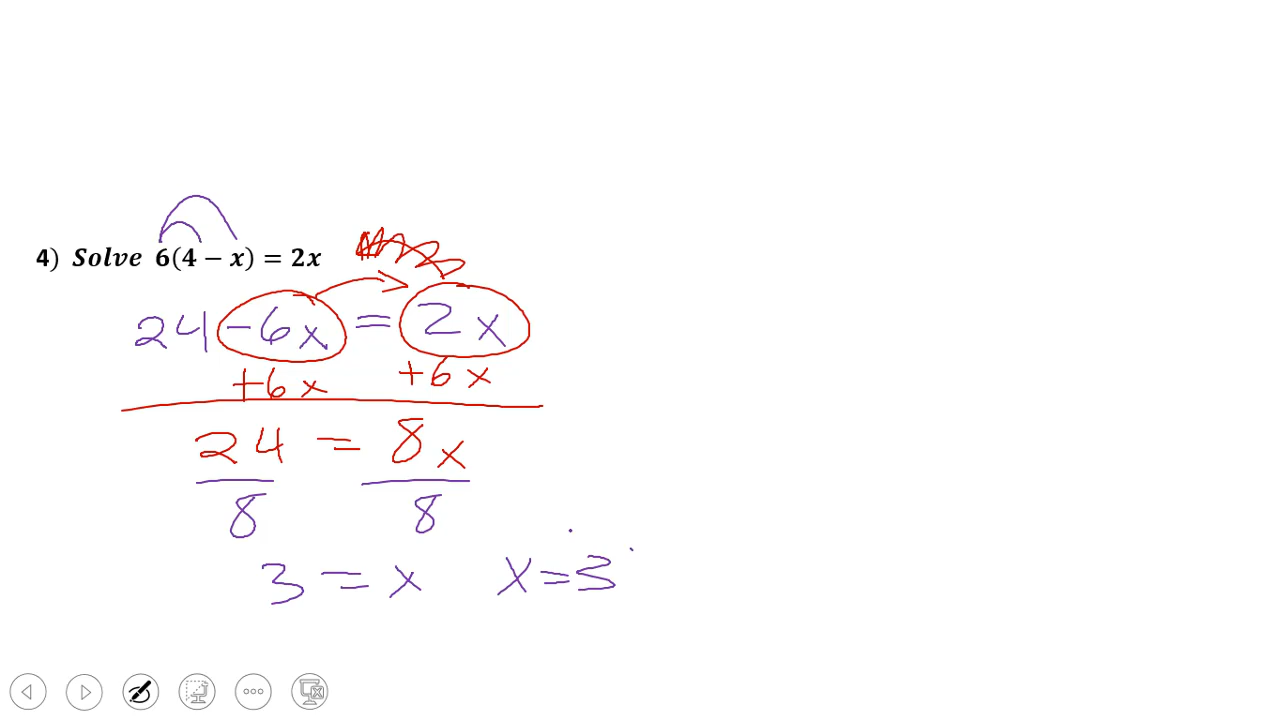 4) Solve 6(4 − x) = 2x
24 − 6x = 2x
+6x +6x
24 = 8x
8 8
3 = x x = 3